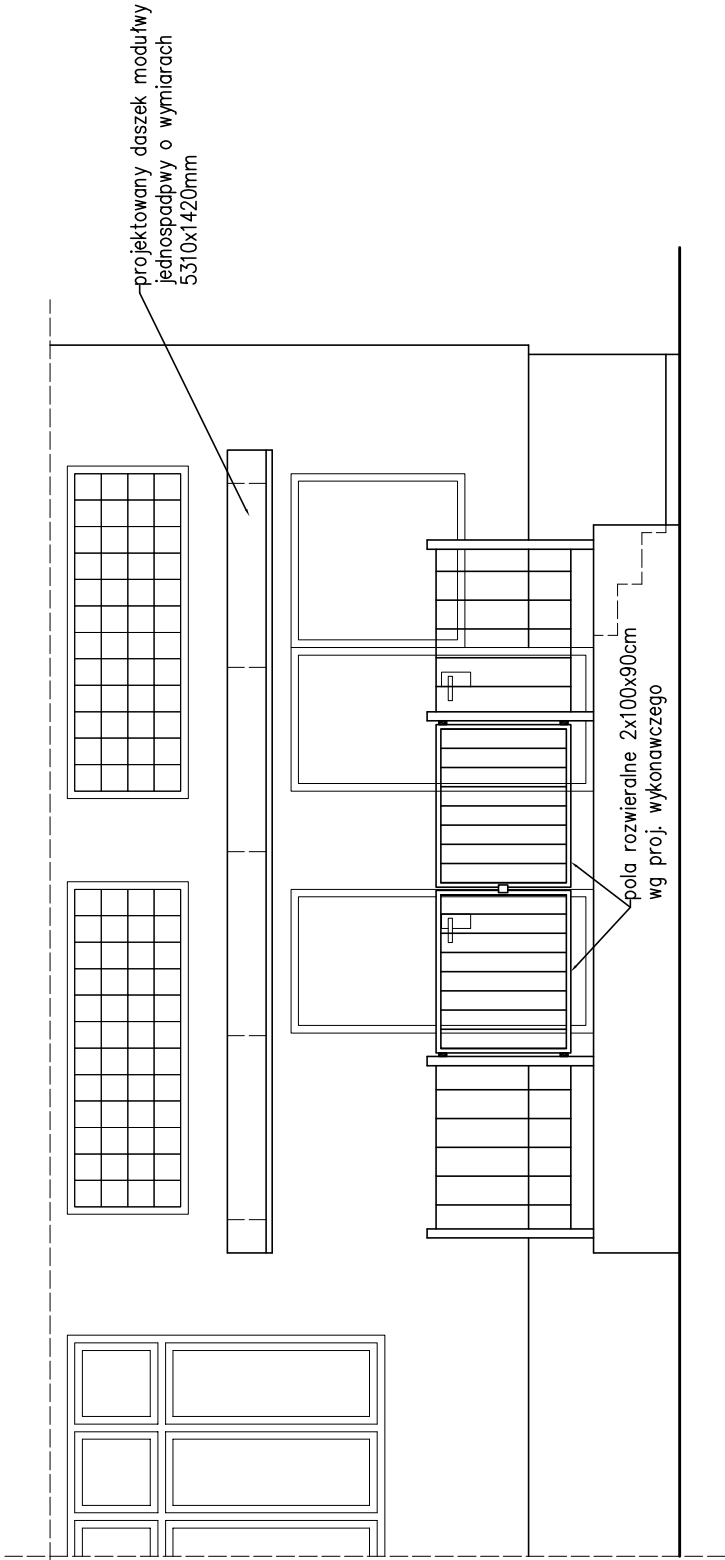 projektowany daszek modułwy
jednospadpwy o wymiarach
5310x1420mm
pola rozwieralne 2x100x90cm
wg proj. wykonawczego